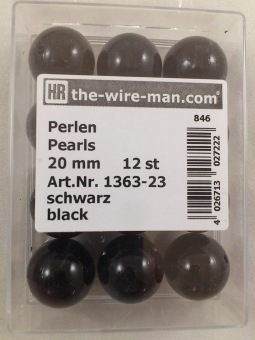 HR the-wire-man.com®
846
Perlen
Pearls
20 mm 12 st
Art.Nr. 1363-23
schwarz
black
4 026713 027222